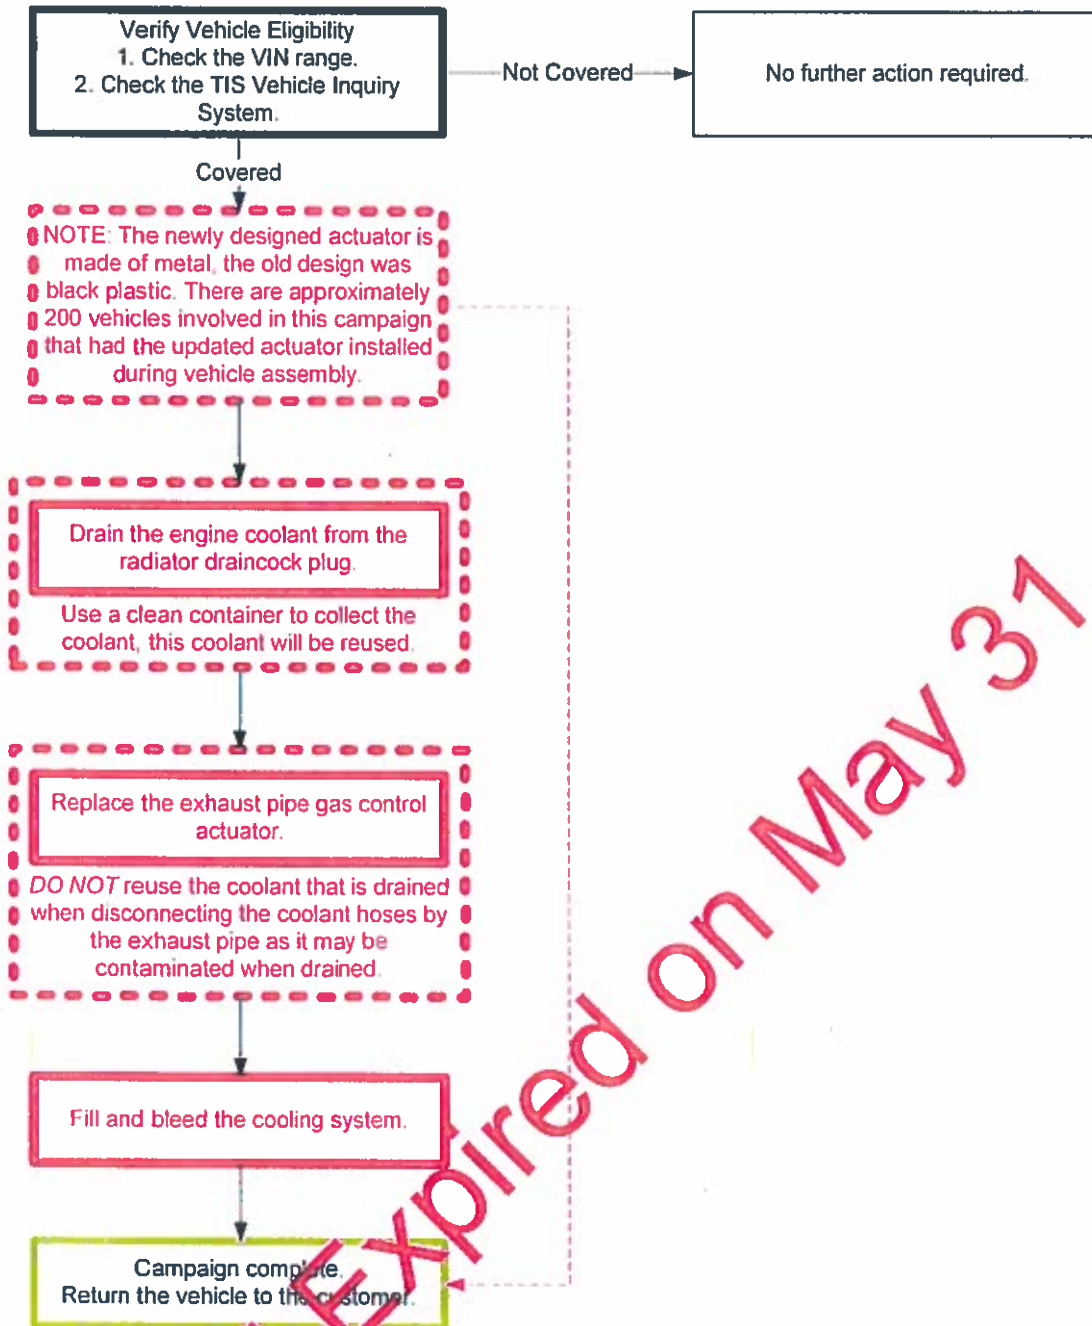 Verify Vehicle Eligibility
1. Check the VIN range.
2. Check the TIS Vehicle Inquiry
System.
Not Covered
No further action required.
Covered
NOTE: The newly designed actuator is
made of metal, the old design was
black plastic. There are approximately
200 vehicles involved in this campaign
that had the updated actuator installed
during vehicle assembly.
Drain the engine coolant from the
radiator draincock plug.
Use a clean container to collect the
coolant, this coolant will be reused.
Replace the exhaust pipe gas control
actuator.
DO NOT reuse the coolant that is drained
when disconnecting the coolant hoses by
the exhaust pipe as it may be
contaminated when drained.
Fill and bleed the cooling system.
Campaign complete.
Return the vehicle to the customer.
Expired on May 31